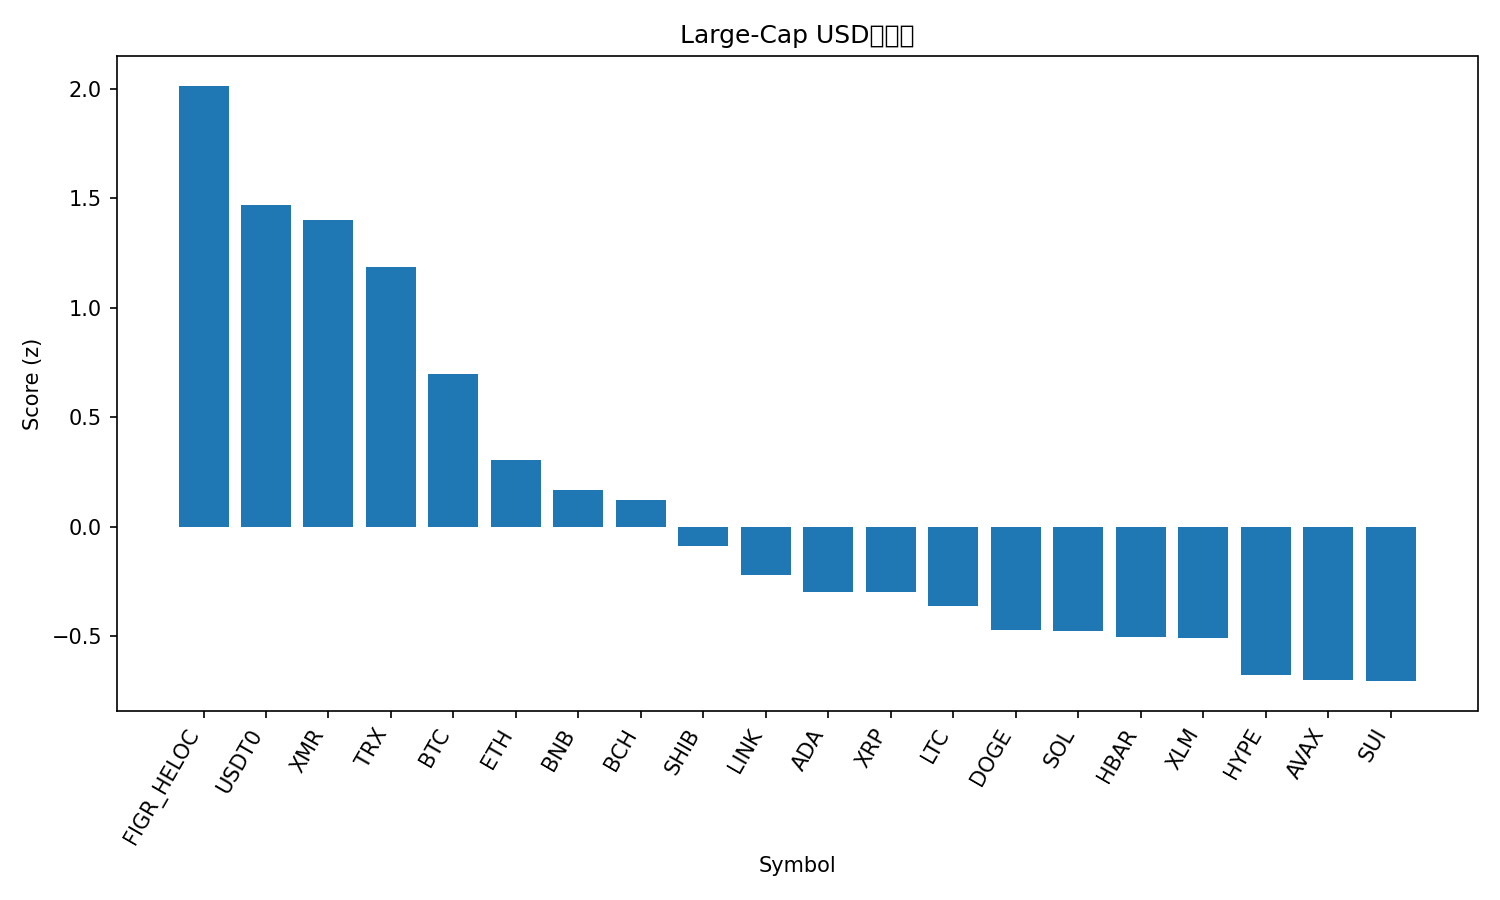 Large-Cap USD
Score (z)
2.0
1.5
1.0
0.5
0.0
−0.5
FIGR_HELOC
USDT0
XMR
TRX
BTC
ETH
BNB
BCH
SHIB
LINK
ADA
XRP
LTC
DOGE
SOL
HBAR
XLM
HYPE
AVAX
SUI
Symbol